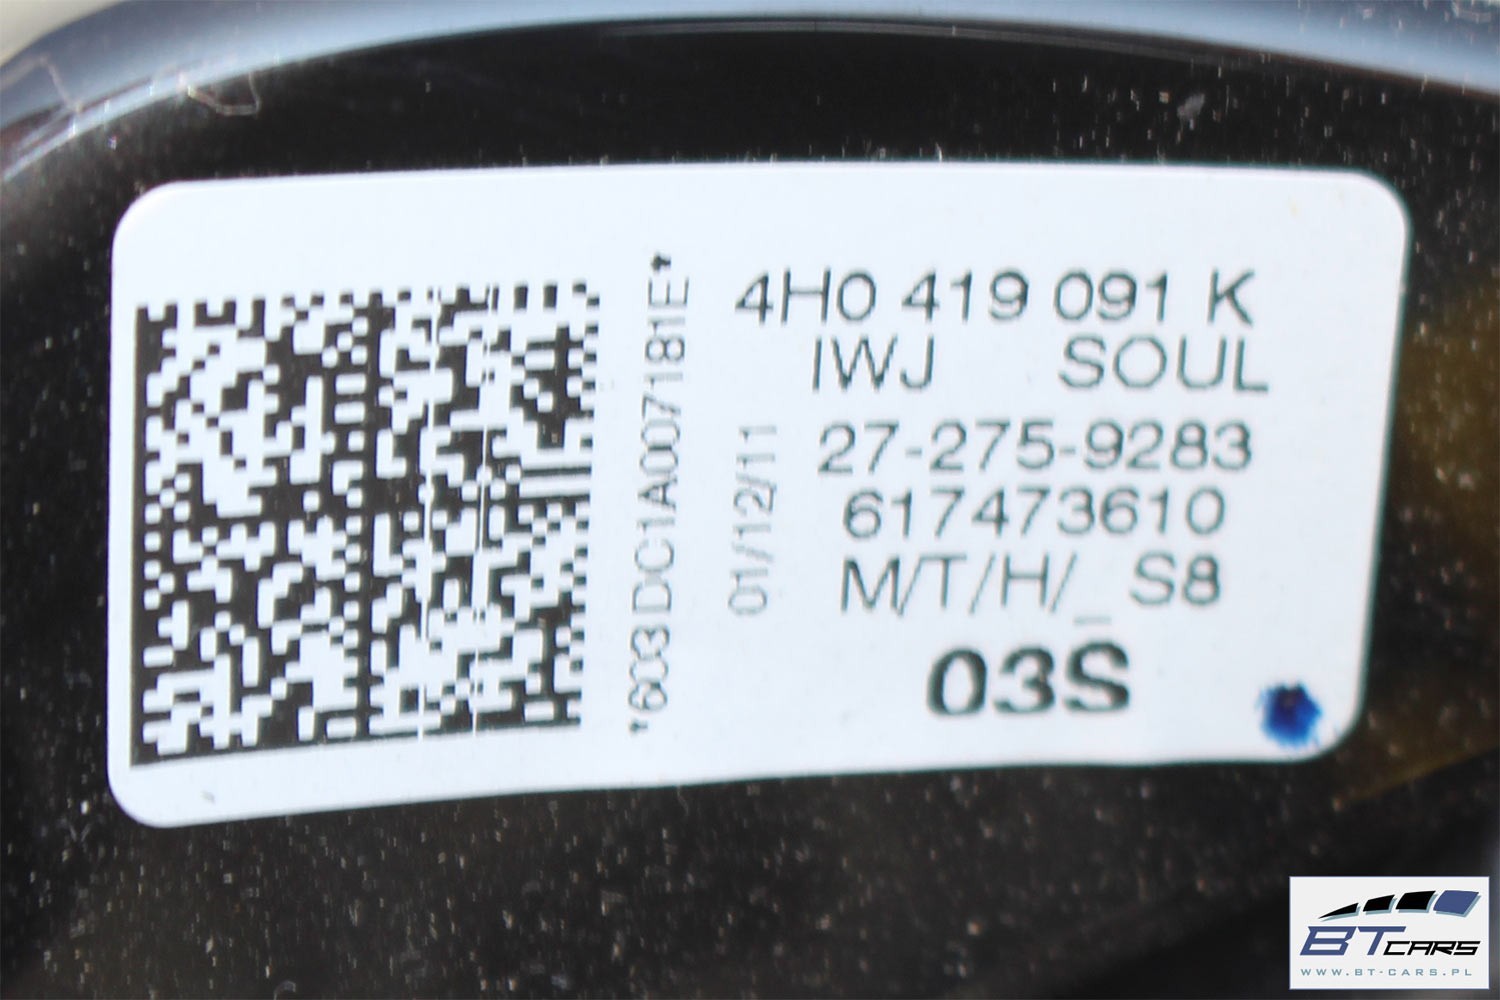 4H0 419 091 K
IWJ SOUL
27-275-9283
617473610
M/T/H/_ S8
03S
01/12/11
*603DC1A007181E*
BT CARS
WWW.BT-CARS.PL